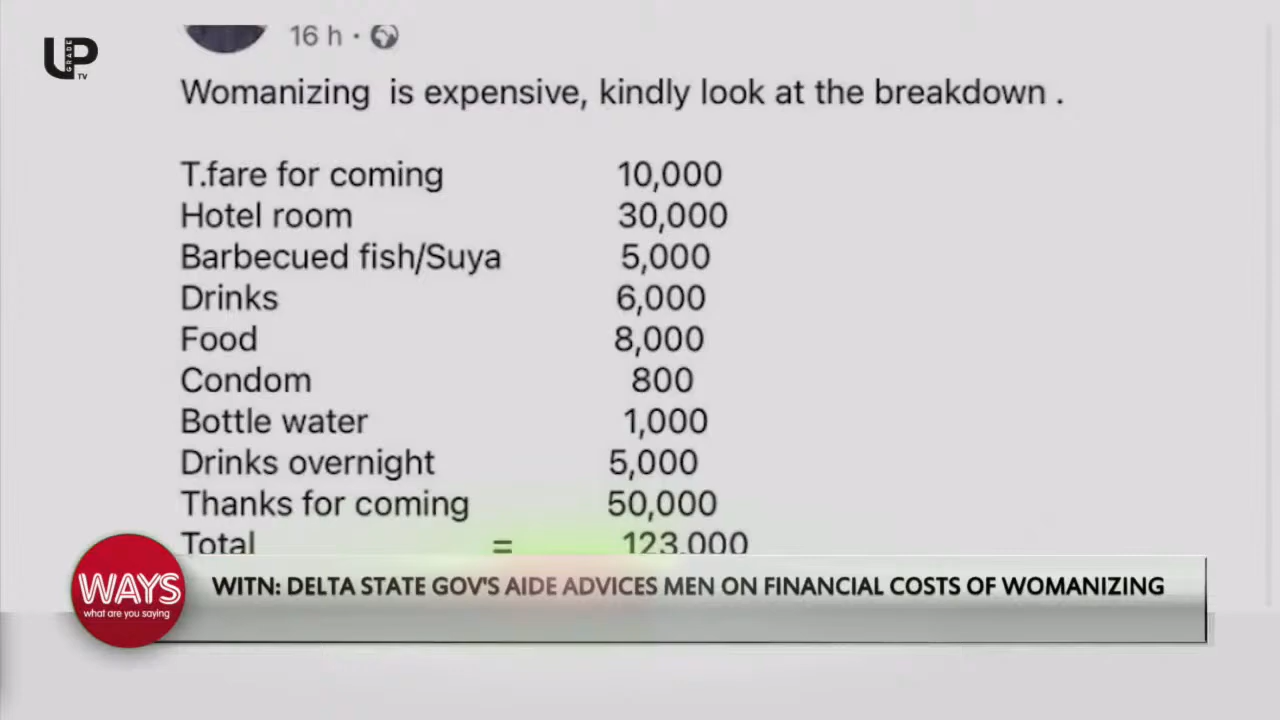 UP
GRADE
TV
16 h ·
Womanizing is expensive, kindly look at the breakdown .
T.fare for coming 10,000
Hotel room 30,000
Barbecued fish/Suya 5,000
Drinks 6,000
Food 8,000
Condom 800
Bottle water 1,000
Drinks overnight 5,000
Thanks for coming 50,000
Total = 123,000
WAYS
what are you saying
WITN: DELTA STATE GOV'S AIDE ADVICES MEN ON FINANCIAL COSTS OF WOMANIZING